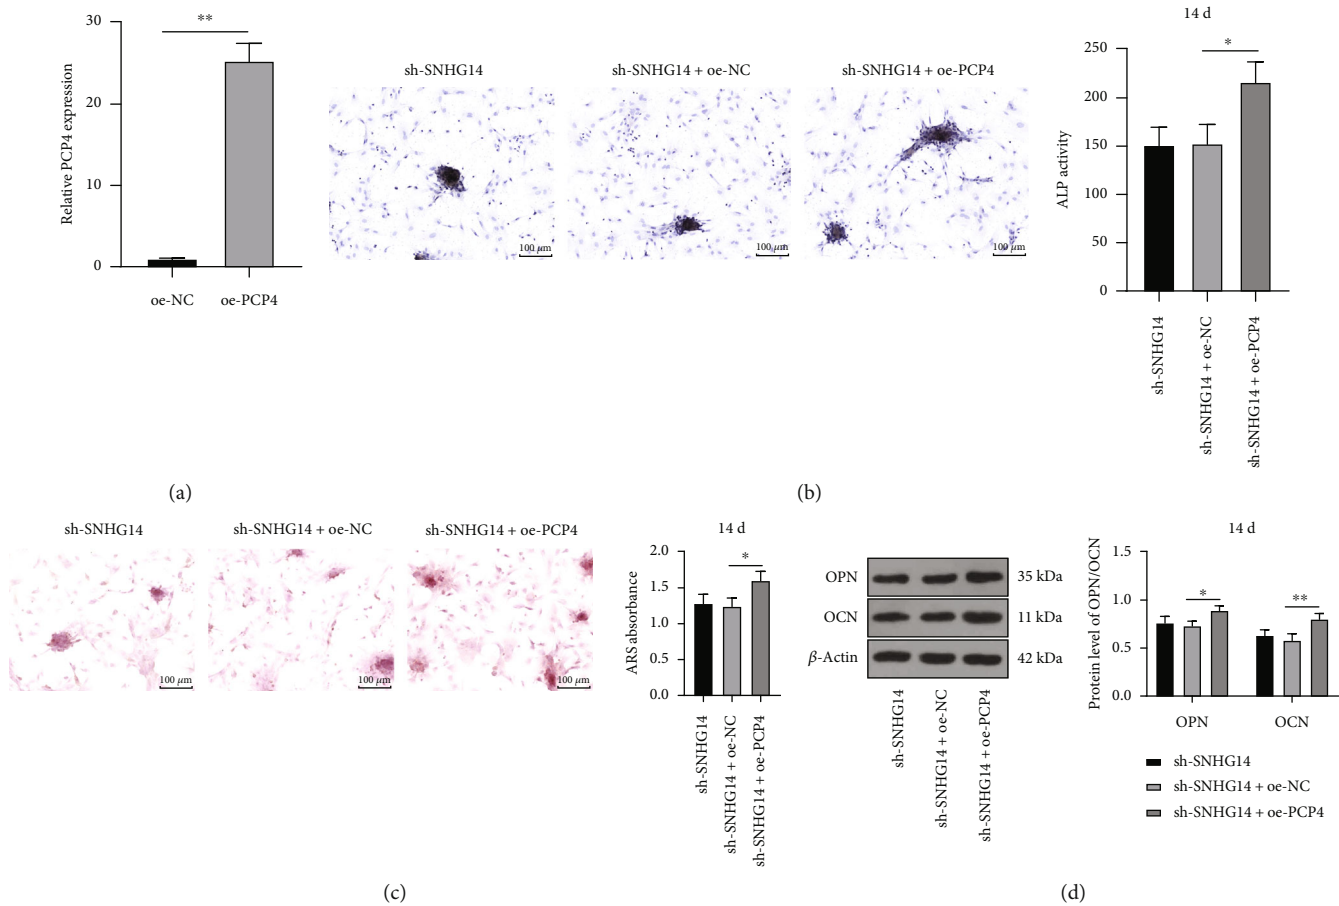 30
20
10
0
Relative PCP4 expression
**
oe-NC
oe-PCP4
(a)
sh-SNHG14
sh-SNHG14 + oe-NC
sh-SNHG14 + oe-PCP4
100 μm
100 μm
100 μm
14 d
*
250
200
150
100
50
0
ALP activity
sh-SNHG14
sh-SNHG14 + oe-NC
sh-SNHG14 + oe-PCP4
(b)
sh-SNHG14
sh-SNHG14 + oe-NC
sh-SNHG14 + oe-PCP4
100 μm
100 μm
100 μm
14 d
*
2.0
1.5
1.0
0.5
0.0
ARS absorbance
sh-SNHG14
sh-SNHG14 + oe-NC
sh-SNHG14 + oe-PCP4
(c)
OPN
35 kDa
OCN
11 kDa
β-Actin
42 kDa
sh-SNHG14
sh-SNHG14 + oe-NC
sh-SNHG14 + oe-PCP4
14 d
*
**
1.5
1.0
0.5
0.0
Protein level of OPN/OCN
OPN
OCN
sh-SNHG14
sh-SNHG14 + oe-NC
sh-SNHG14 + oe-PCP4
(d)